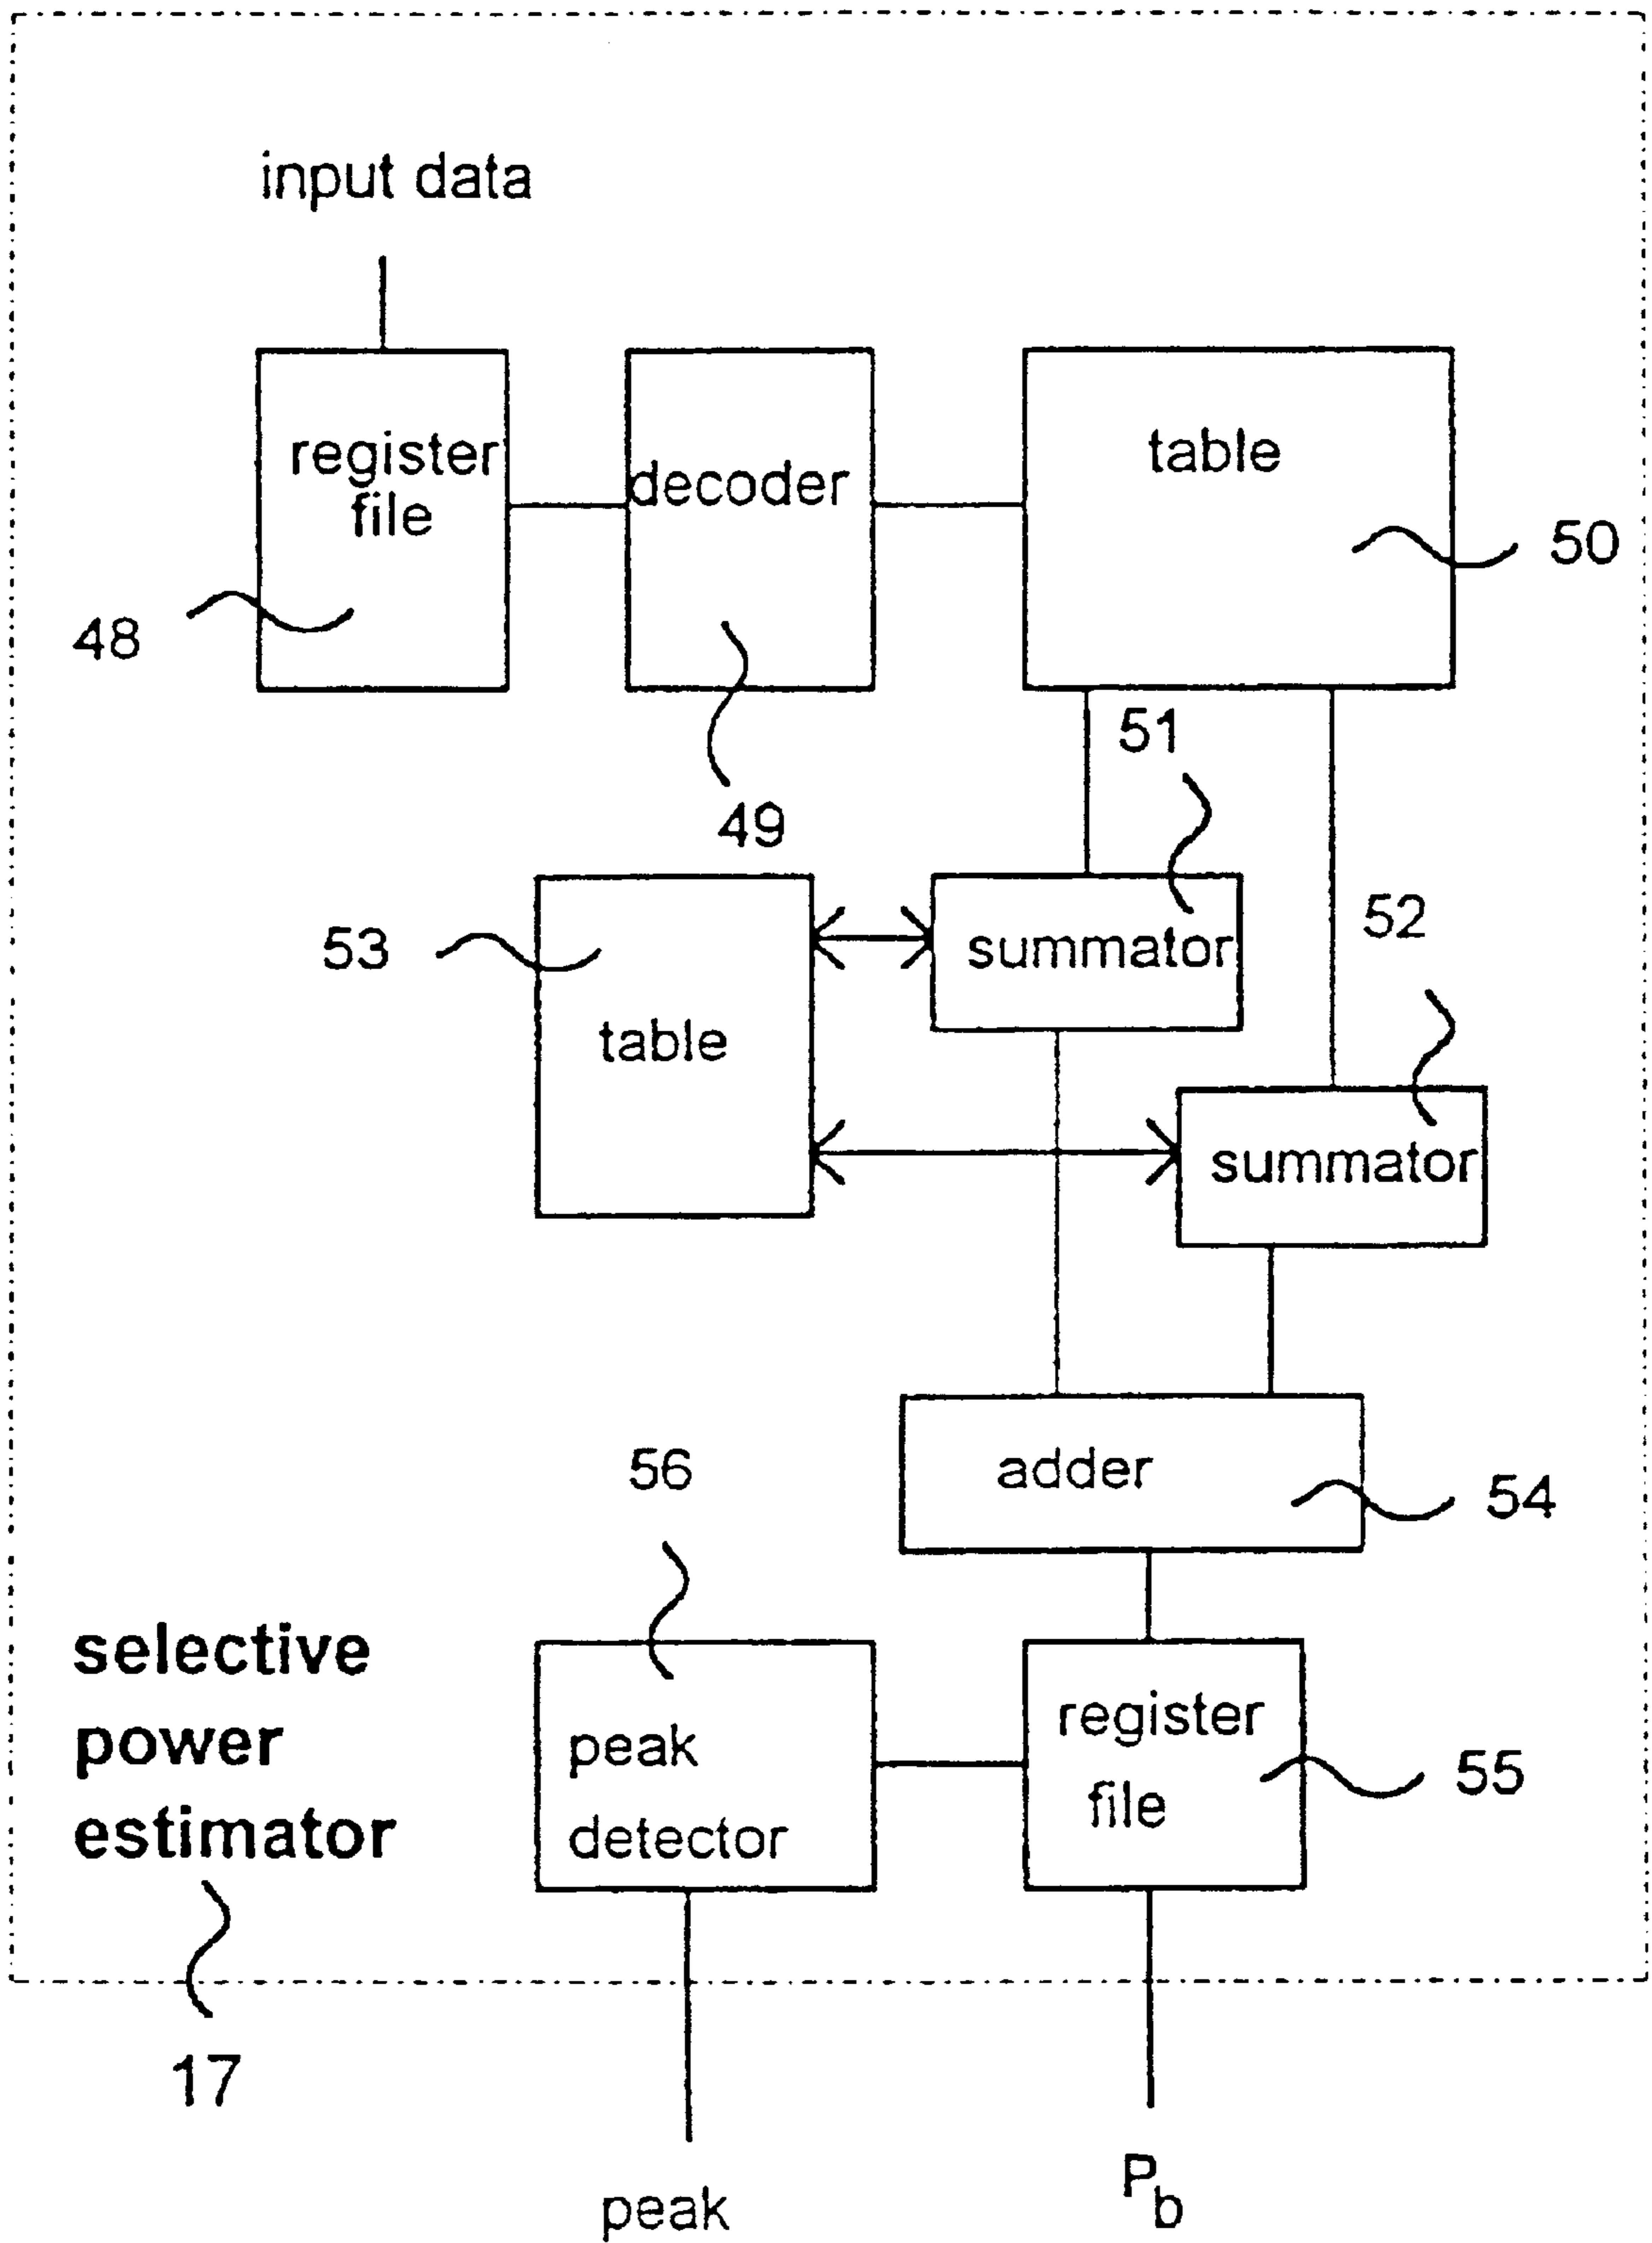 input data
register
file
decoder
table
50
48
51
49
52
53
summator
table
summator
56
adder
54
selective
power
estimator
peak
detector
register
file
55
17
peak
Pb